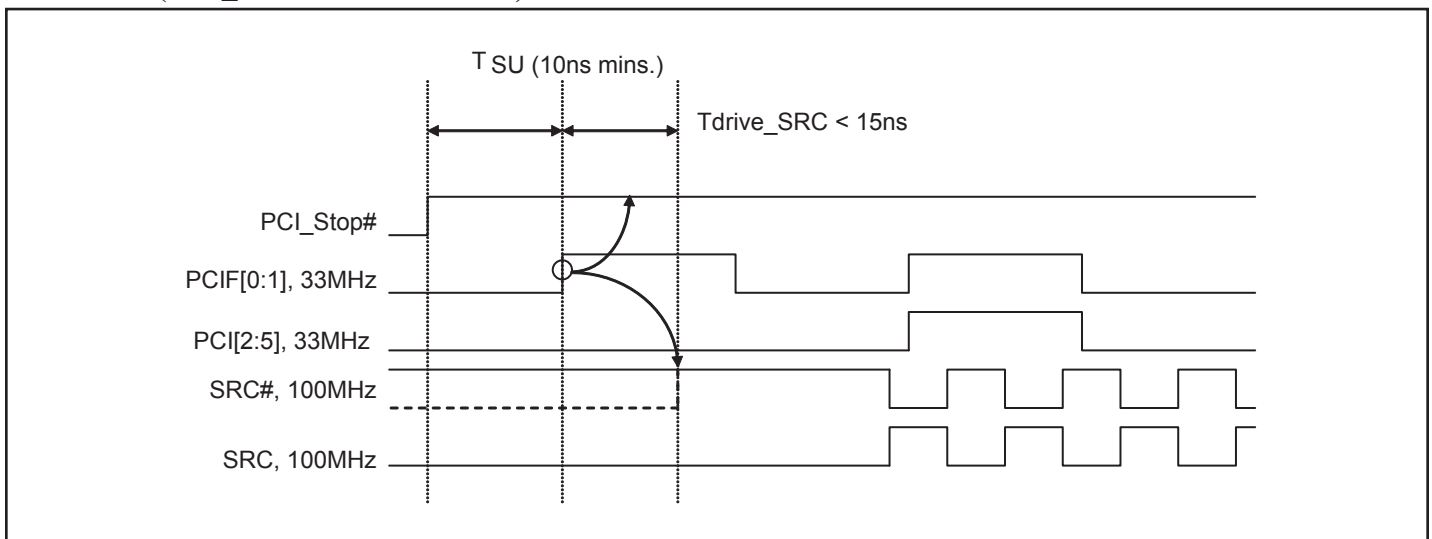 T SU (10ns mins.)
Tdrive_SRC < 15ns
PCI_Stop#
PCIF[0:1], 33MHz
PCI[2:5], 33MHz
SRC#, 100MHz
SRC, 100MHz